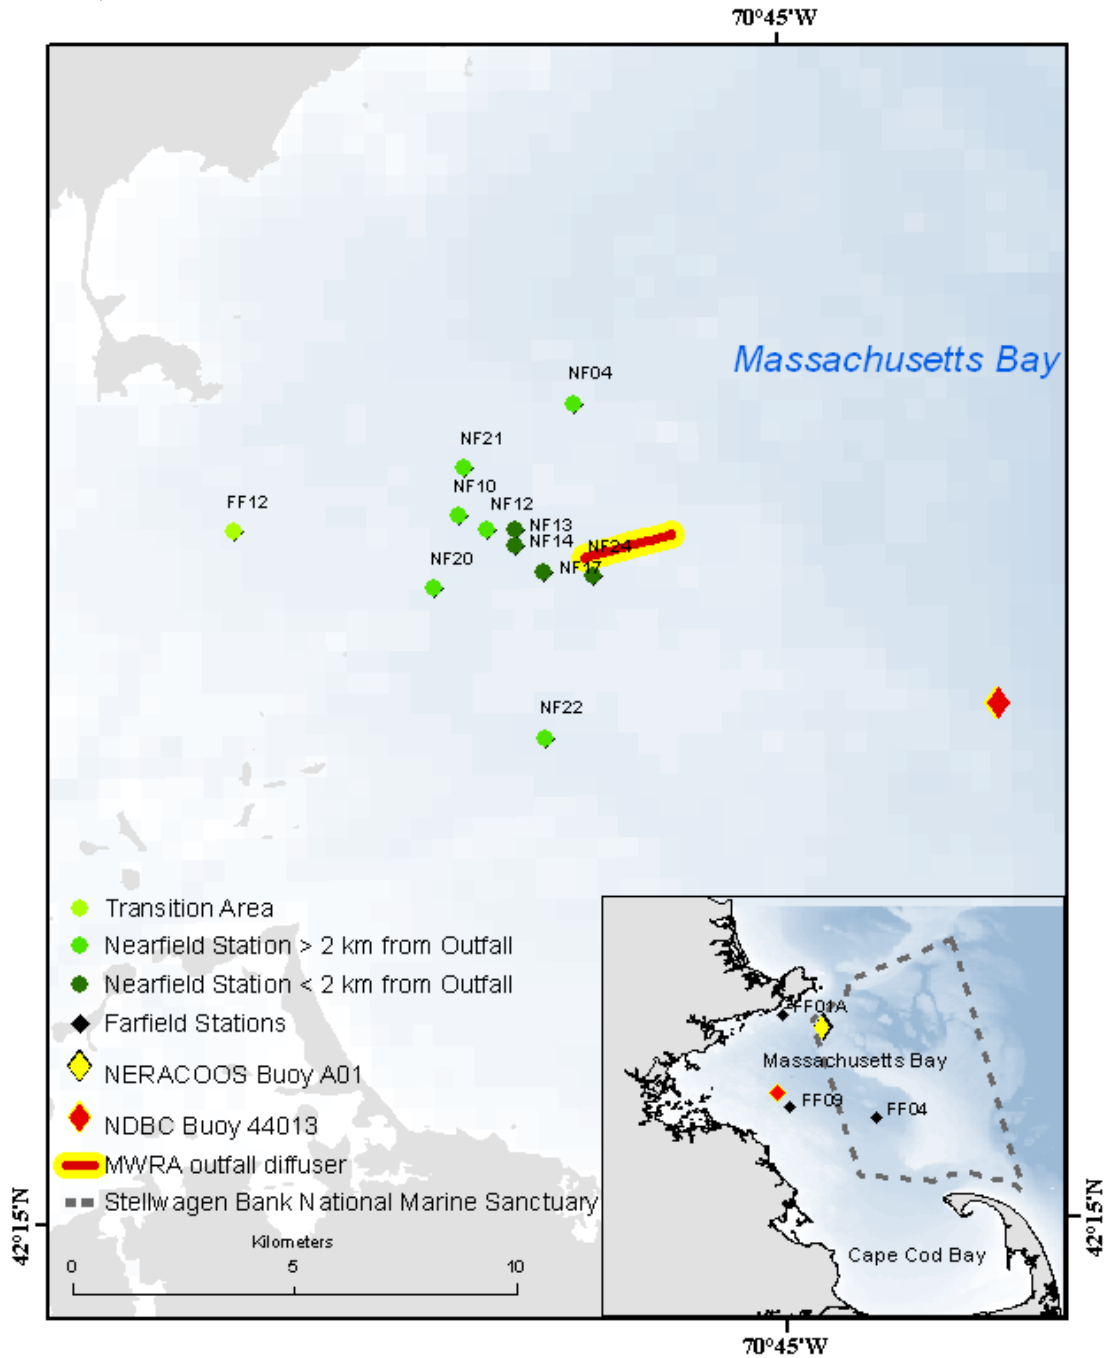 70°45'W
Massachusetts Bay
NF04
NF21
NF10
NF12
FF12
NF13
NF14
NF24
NF17
NF20
NF22
Transition Area
Nearfield Station > 2 km from Outfall
Nearfield Station < 2 km from Outfall
Farfield Stations
NERACOOS Buoy A01
NDBC Buoy 44013
MWRA outfall diffuser
Stellwagen Bank National Marine Sanctuary
Kilometers
0 5 10
42°15'N
FF01A
Massachusetts Bay
FF09
FF04
Cape Cod Bay
42°15'N
70°45'W